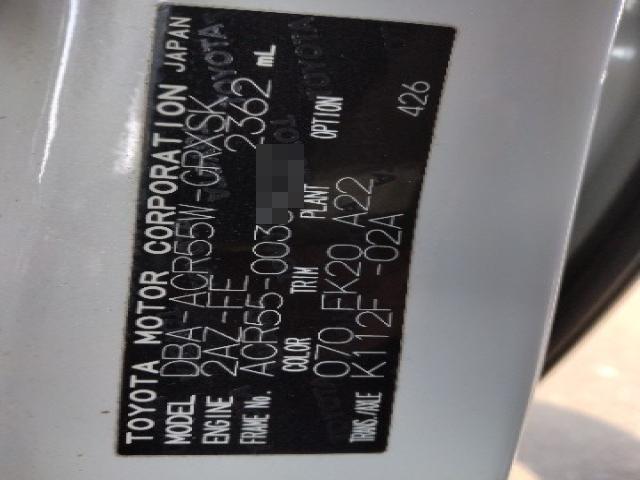 TOYOTA MOTOR CORPORATION JAPAN
MODEL DBA-ACR55W-GRXSK
ENGINE 2AZ-FE 2362 mL
FRAME No. ACR55-003
COLOR TRIM PLANT OPTION
070 FK20 A22
TRANS./AXLE K112F -02A
426